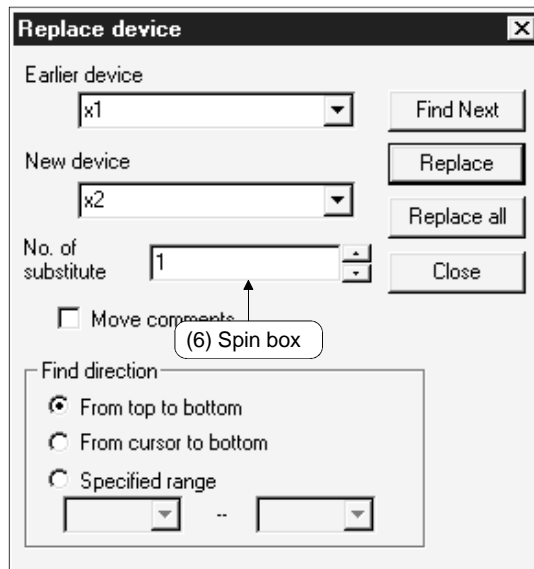 Replace device
Earlier device
x1
Find Next
New device
Replace
x2
Replace all
No. of
substitute
1
Close
Move comments
(6) Spin box
Find direction
From top to bottom
From cursor to bottom
Specified range
--